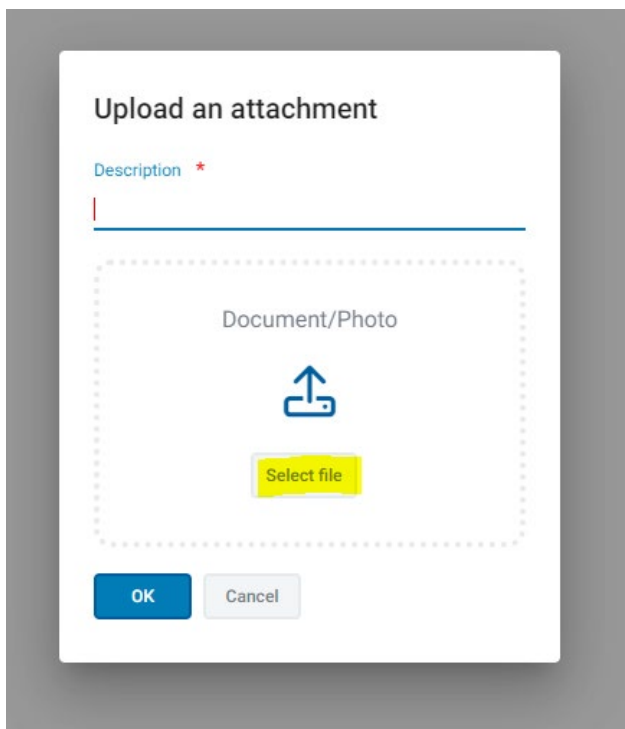 Upload an attachment
Description *
Document/Photo
Select file
OK Cancel